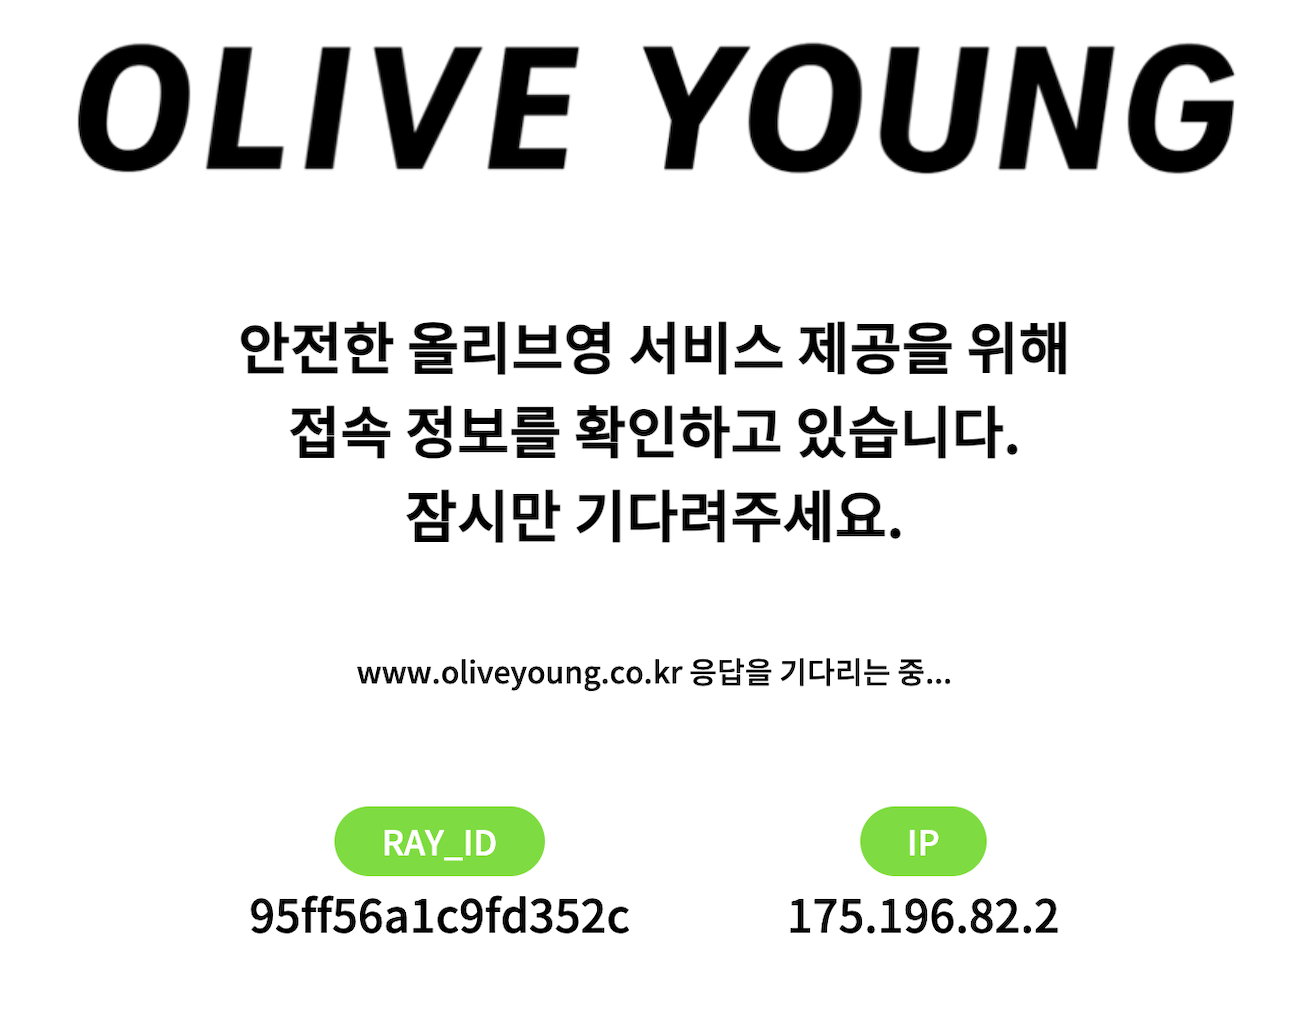 OLIVE YOUNG
안전한 올리브영 서비스 제공을 위해
접속 정보를 확인하고 있습니다.
잠시만 기다려주세요.
www.oliveyoung.co.kr 응답을 기다리는 중...
RAY_ID
95ff56a1c9fd352c
IP
175.196.82.2